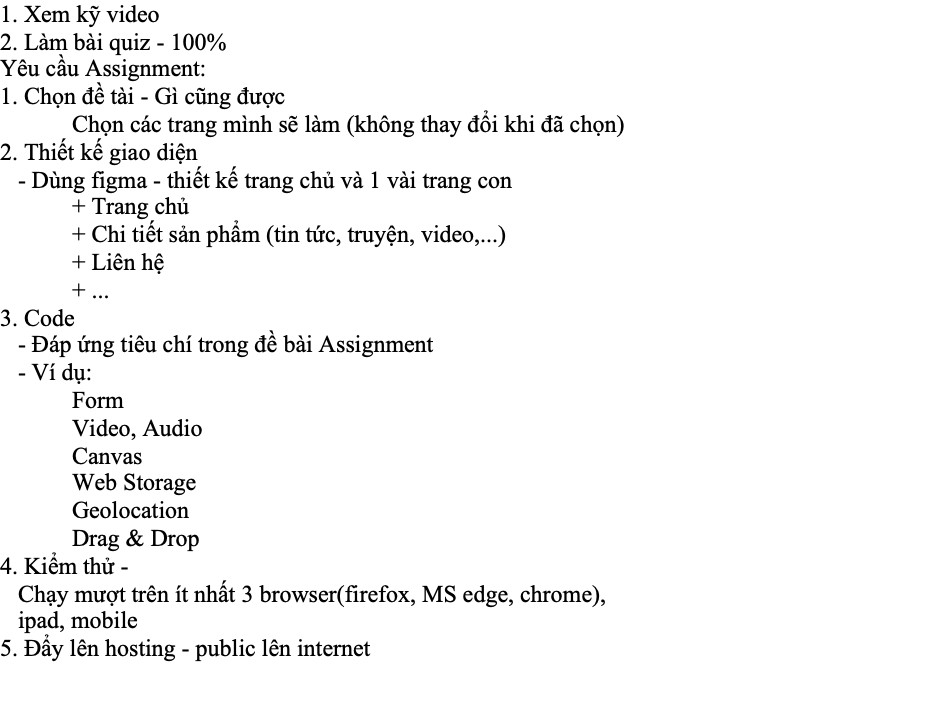 1. Xem kỹ video
2. Làm bài quiz - 100%
Yêu cầu Assignment:
1. Chọn đề tài - Gì cũng được
Chọn các trang mình sẽ làm (không thay đổi khi đã chọn)
2. Thiết kế giao diện
- Dùng figma - thiết kế trang chủ và 1 vài trang con
+ Trang chủ
+ Chi tiết sản phẩm (tin tức, truyện, video,...)
+ Liên hệ
+ ...
3. Code
- Đáp ứng tiêu chí trong đề bài Assignment
- Ví dụ:
Form
Video, Audio
Canvas
Web Storage
Geolocation
Drag & Drop
4. Kiểm thử -
Chạy mượt trên ít nhất 3 browser(firefox, MS edge, chrome),
ipad, mobile
5. Đẩy lên hosting - public lên internet